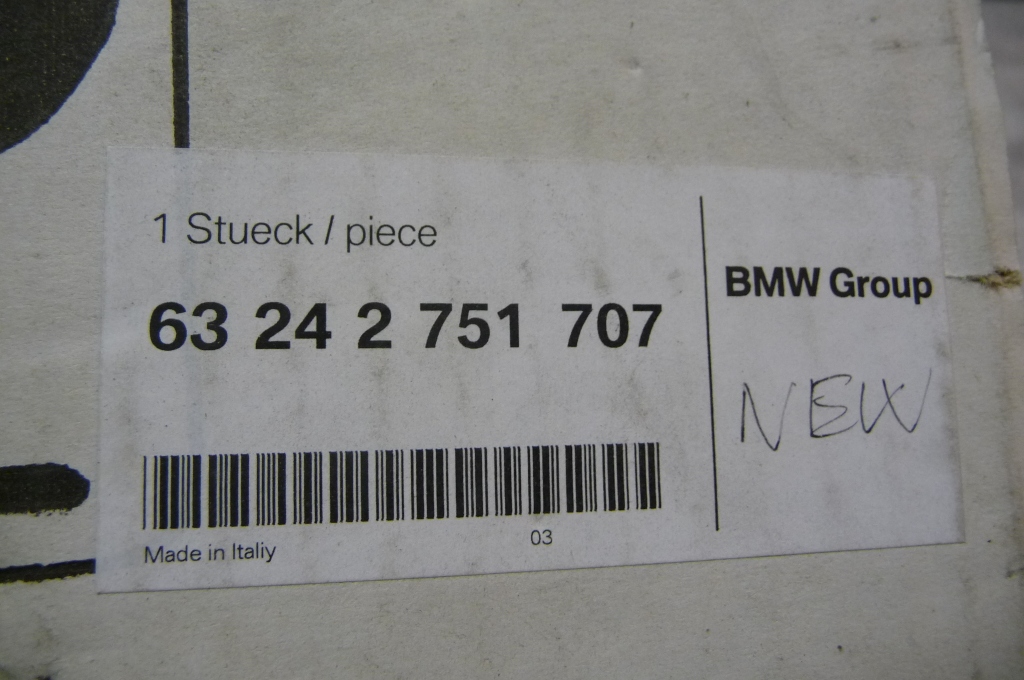 1 Stueck / piece
63 24 2 751 707
BMW Group
NEW
03
Made in Italiy